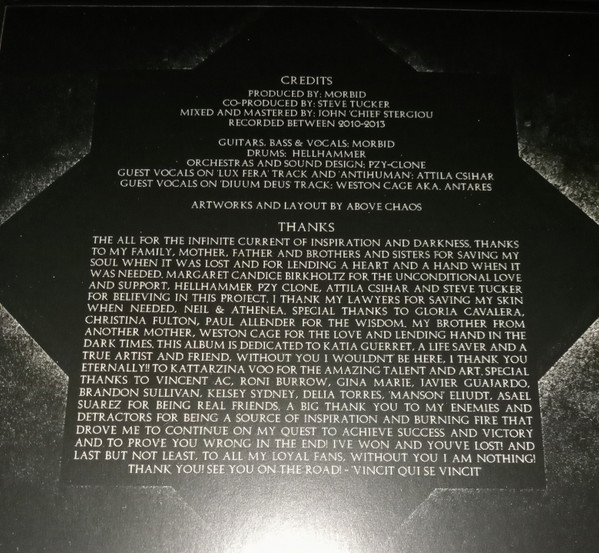 CREDITS
PRODUCED BY: MORBID
CO-PRODUCED BY: STEVE TUCKER
MIXED AND MASTERED BY: JOHN 'CHIEF STERGIOU
RECORDED BETWEEN 2010-2013
GUITARS, BASS & VOCALS: MORBID
DRUMS: HELLHAMMER
ORCHESTRAS AND SOUND DESIGN: PZY-CLONE
GUEST VOCALS ON 'LUX FERA' TRACK AND 'ANTIHUMAN': ATTILA CSIHAR
GUEST VOCALS ON 'DIUUM DEUS' TRACK: WESTON CAGE AKA. ANTARES
ARTWORKS AND LAYOUT BY ABOVE CHAOS
THANKS
THE ALL FOR THE INFINITE CURRENT OF INSPIRATION AND DARKNESS, THANKS
TO MY FAMILY, MOTHER, FATHER AND BROTHERS AND SISTERS FOR SAVING MY
SOUL WHEN IT WAS LOST AND FOR LENDING A HEART AND A HAND WHEN IT
WAS NEEDED. MARGARET CANDICE BIRKHOLTZ FOR THE UNCONDITIONAL LOVE
AND SUPPORT, HELLHAMMER PZY CLONE, ATTILA CSIHAR AND STEVE TUCKER
FOR BELIEVING IN THIS PROJECT, I THANK MY LAWYERS FOR SAVING MY SKIN
WHEN NEEDED, NEIL & ATHENEA. SPECIAL THANKS TO GLORIA CAVALERA,
CHRISTINA FULTON, PAUL ALLENDER FOR THE WISDOM, MY BROTHER FROM
ANOTHER MOTHER, WESTON CAGE FOR THE LOVE AND LENDING HAND IN THE
DARK TIMES, THIS ALBUM IS DEDICATED TO KATIA GUERRET, A LIFE SAVER AND A
TRUE ARTIST AND FRIEND, WITHOUT YOU I WOULDN'T BE HERE, I THANK YOU
ETERNALLY!! TO KATTARZINA VOO FOR THE AMAZING TALENT AND ART. SPECIAL
THANKS TO VINCENT AC, RONI BURROW, GINA MARIE, JAVIER GUAJARDO,
BRANDON SULLIVAN, KELSEY SYDNEY, DELIA TORRES, 'MANSON' ELIUDT, ASAEL
SUAREZ FOR BEING REAL FRIENDS, A BIG THANK YOU TO MY ENEMIES AND
DETRACTORS FOR BEING A SOURCE OF INSPIRATION AND BURNING FIRE THAT
DROVE ME TO CONTINUE ON MY QUEST TO ACHIEVE SUCCESS AND VICTORY
AND TO PROVE YOU WRONG IN THE END! I'VE WON AND YOU'VE LOST! AND
LAST BUT NOT LEAST, TO ALL MY LOYAL FANS, WITHOUT YOU I AM NOTHING!
THANK YOU! SEE YOU ON THE ROAD! - 'VINCIT QUI SE VINCIT'